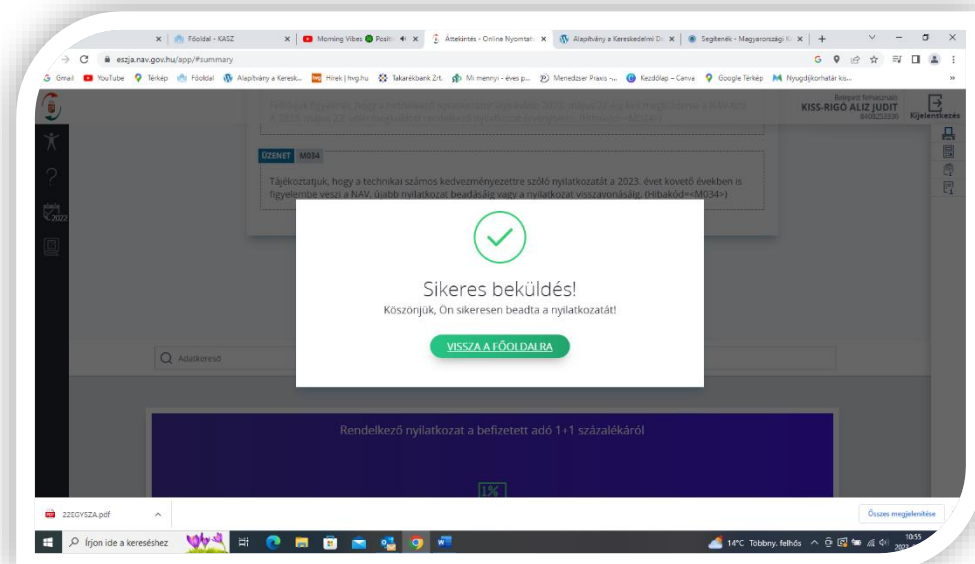 Főoldal - KASZ
Morning Vibes
Áttekintés - Online Nyomtat
Alapítvány a Kereskedelmi D
Segítenék - Magyarországi K
eszja.nav.gov.hu/app/#summary
Gmail
YouTube
Térkép
Főoldal
Alapítvány a Keresk...
Hírek | hvg.hu
Takarékbank Zrt.
Mi mennyi - éves p...
Menedzser Praxis -...
Kezdőlap – Canva
Google Térkép
Nyugdíjkorhatár kis...
KISS-RIGÓ ALIZ JUDIT
Kijelentkezés
2022
ÜZENET M034
Tájékoztatjuk, hogy a technikai számos kedvezményezettre szóló nyilatkozatát a 2023. évet követő években is
figyelembe veszi a NAV, újabb nyilatkozat beadásáig vagy a nyilatkozat visszavonásáig. (Hibakód=<M034>)
Sikeres beküldés!
Köszönjük, Ön sikeresen beadta a nyilatkozatát!
VISSZA A FŐOLDALRA
Adatkereső
Rendelkező nyilatkozat a befizetett adó 1+1 százalékáról
1%
22EGYSZA.pdf
Összes megjelenítése
Írjon ide a kereséshez
14°C Többny. felhős
10:55